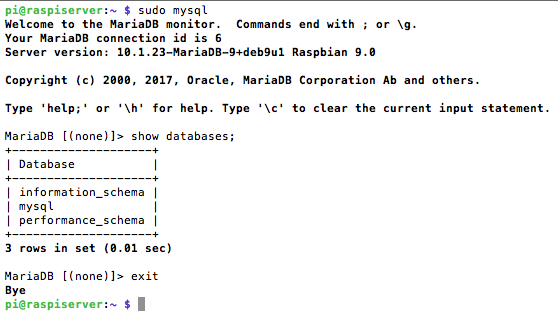 pi@raspiserver:~ $ sudo mysql
Welcome to the MariaDB monitor.  Commands end with ; or \g.
Your MariaDB connection id is 6
Server version: 10.1.23-MariaDB-9+deb9u1 Raspbian 9.0

Copyright (c) 2000, 2017, Oracle, MariaDB Corporation Ab and others.

Type 'help;' or '\h' for help. Type '\c' to clear the current input statement.

MariaDB [(none)]> show databases;
+--------------------+
| Database           |
+--------------------+
| information_schema |
| mysql              |
| performance_schema |
+--------------------+
3 rows in set (0.01 sec)

MariaDB [(none)]> exit
Bye
pi@raspiserver:~ $